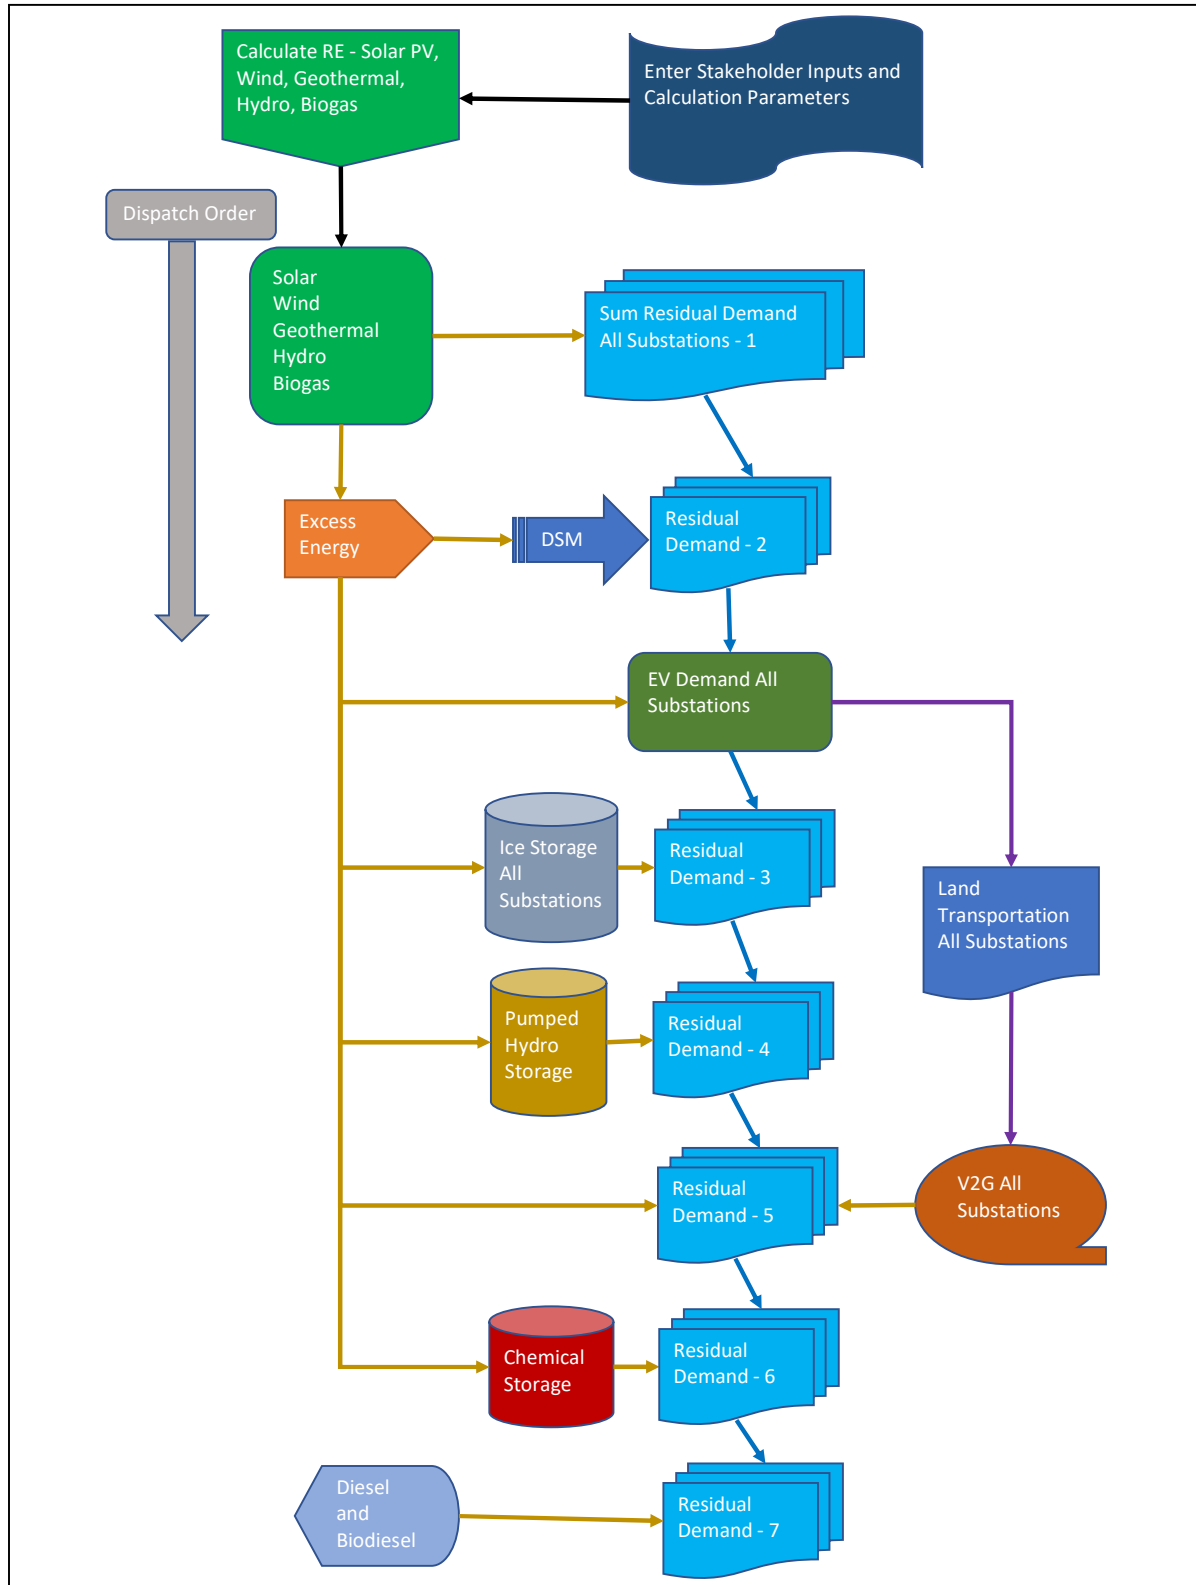 Calculate RE - Solar PV,
Wind, Geothermal,
Hydro, Biogas
Enter Stakeholder Inputs and
Calculation Parameters
Dispatch Order
Solar
Wind
Geothermal
Hydro
Biogas
Sum Residual Demand
All Substations - 1
Excess
Energy
DSM
Residual
Demand - 2
EV Demand All
Substations
Ice Storage
All
Substations
Residual
Demand - 3
Land
Transportation
All Substations
Pumped
Hydro
Storage
Residual
Demand - 4
Residual
Demand - 5
V2G All
Substations
Chemical
Storage
Residual
Demand - 6
Diesel
and
Biodiesel
Residual
Demand - 7